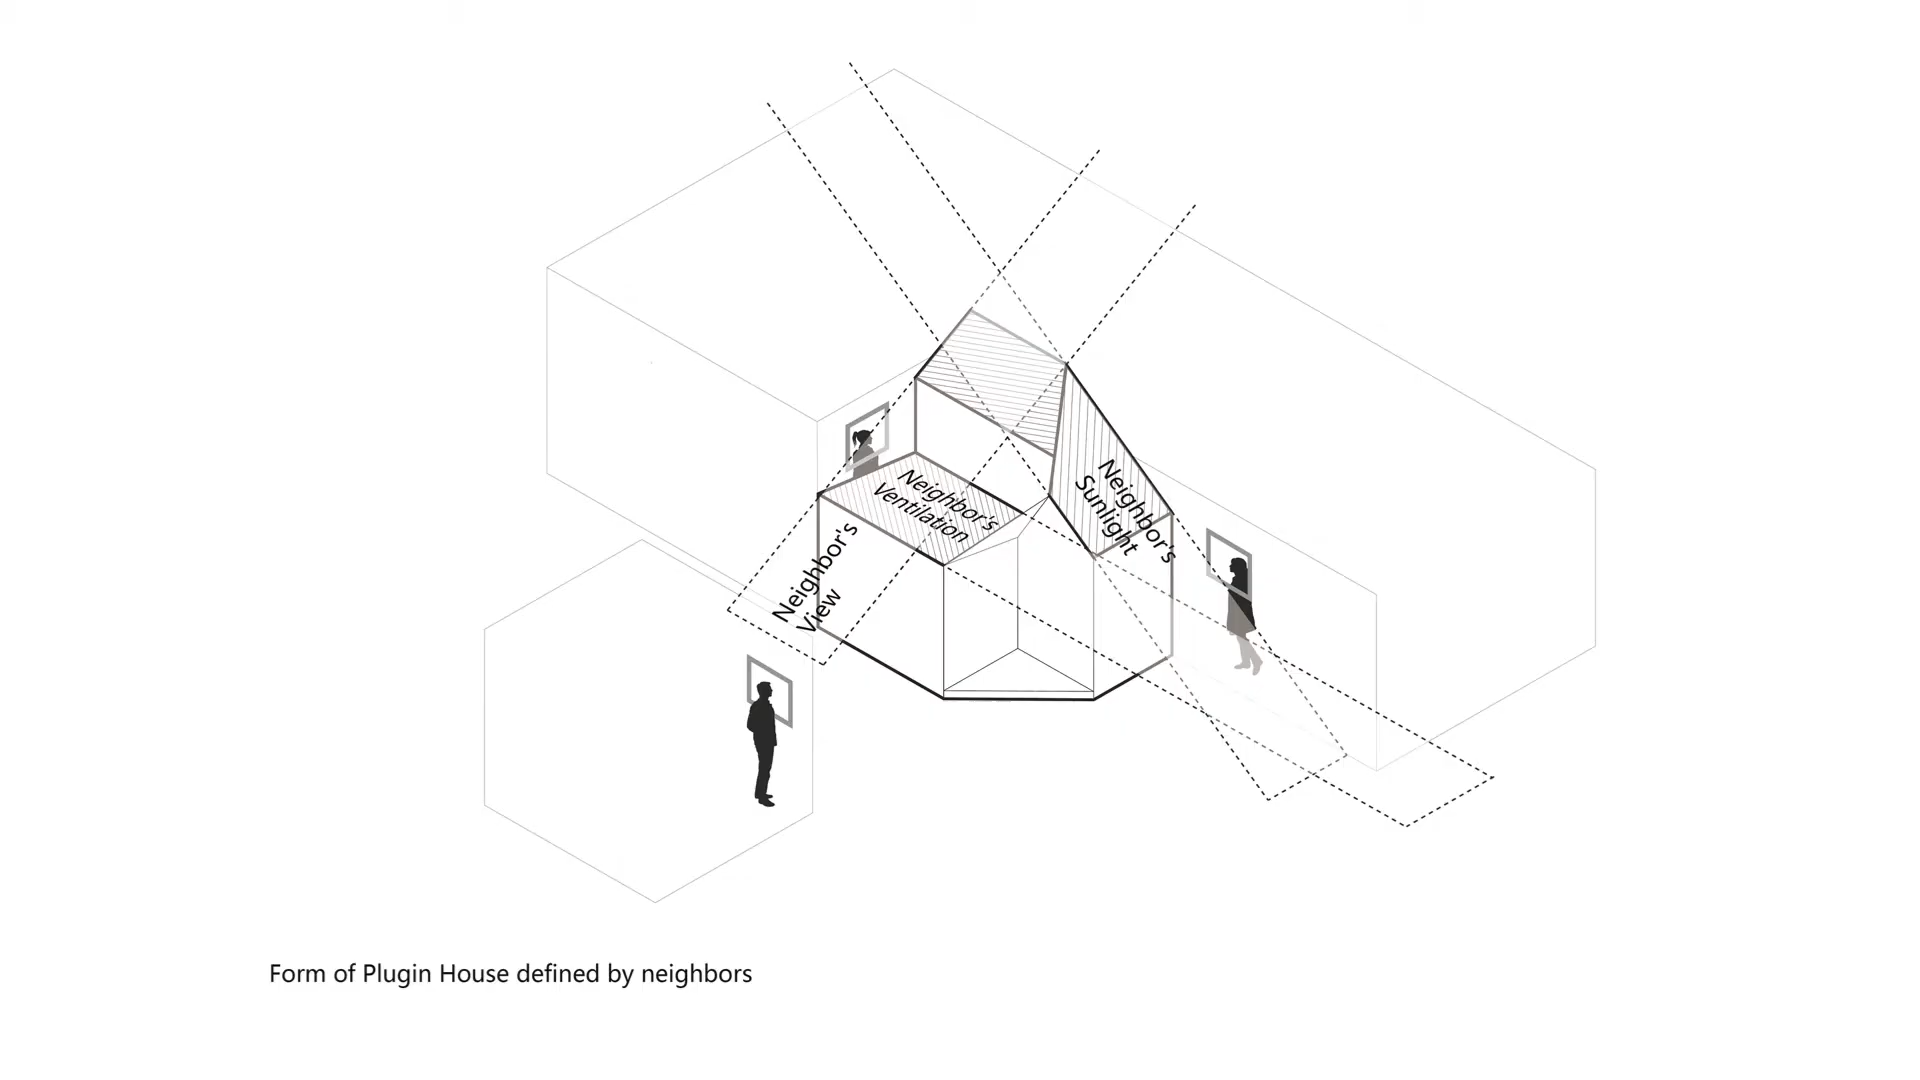 Neighbor's
Ventilation
Neighbor's
Sunlight
Neighbor's
View
Form of Plugin House defined by neighbors